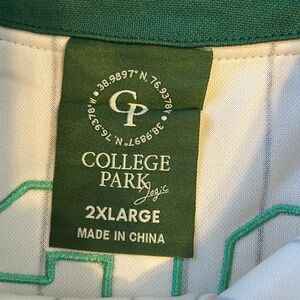 38.9897° N, 76.9378° W • 38.9897° N, 76.9378° W •
CP
COLLEGE
PARK
Logic
2XLARGE
MADE IN CHINA